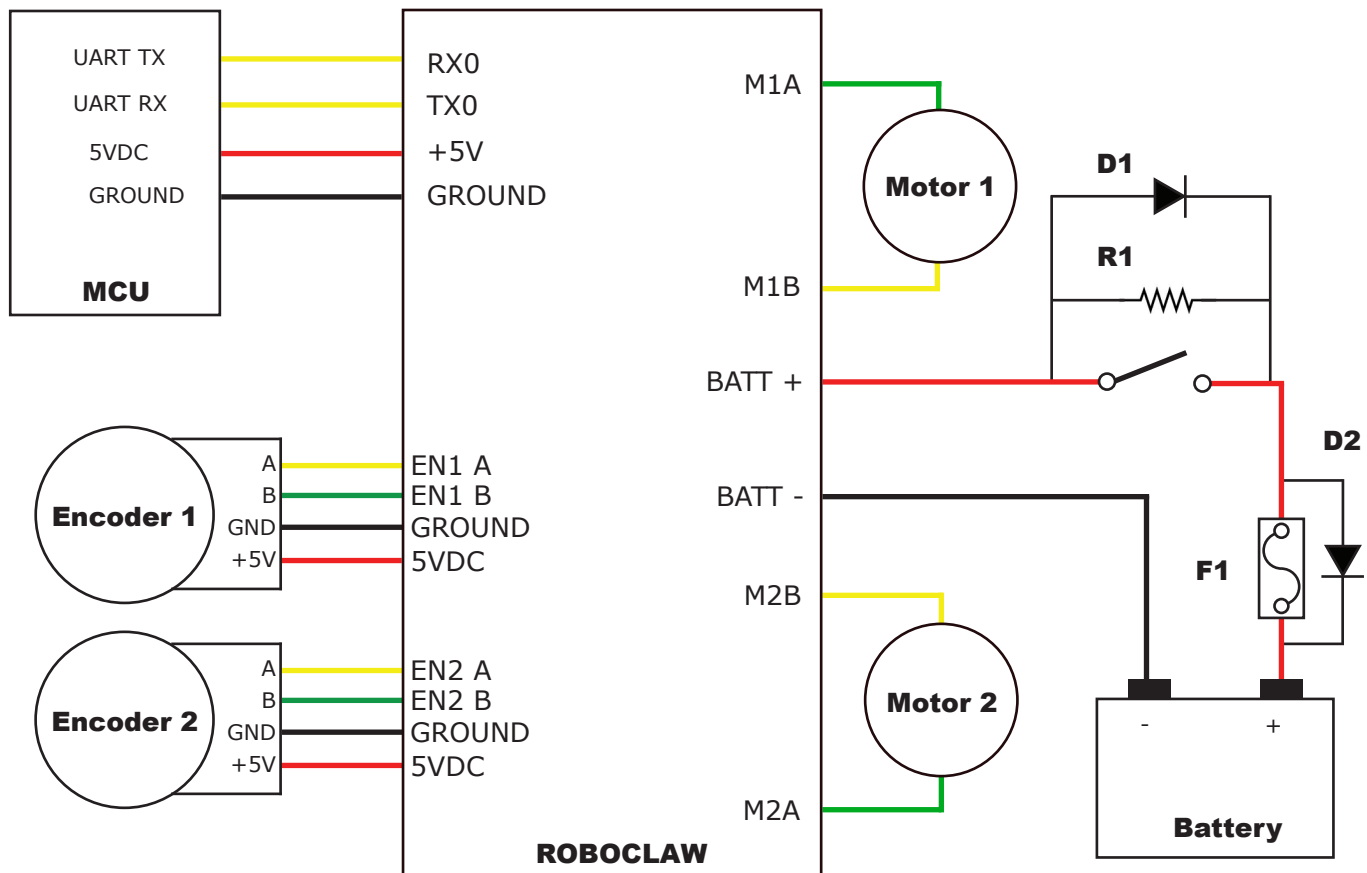 UART TX
UART RX
5VDC
GROUND
MCU
RX0
TX0
+5V
GROUND
M1A
Motor 1
M1B
D1
R1
BATT +
BATT -
D2
F1
Encoder 1
A
B
GND
+5V
EN1 A
EN1 B
GROUND
5VDC
Encoder 2
A
B
GND
+5V
EN2 A
EN2 B
GROUND
5VDC
M2B
Motor 2
M2A
- +
Battery
ROBOCLAW